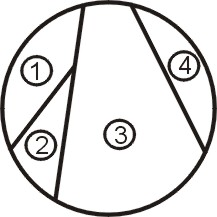 ① ④
② ③